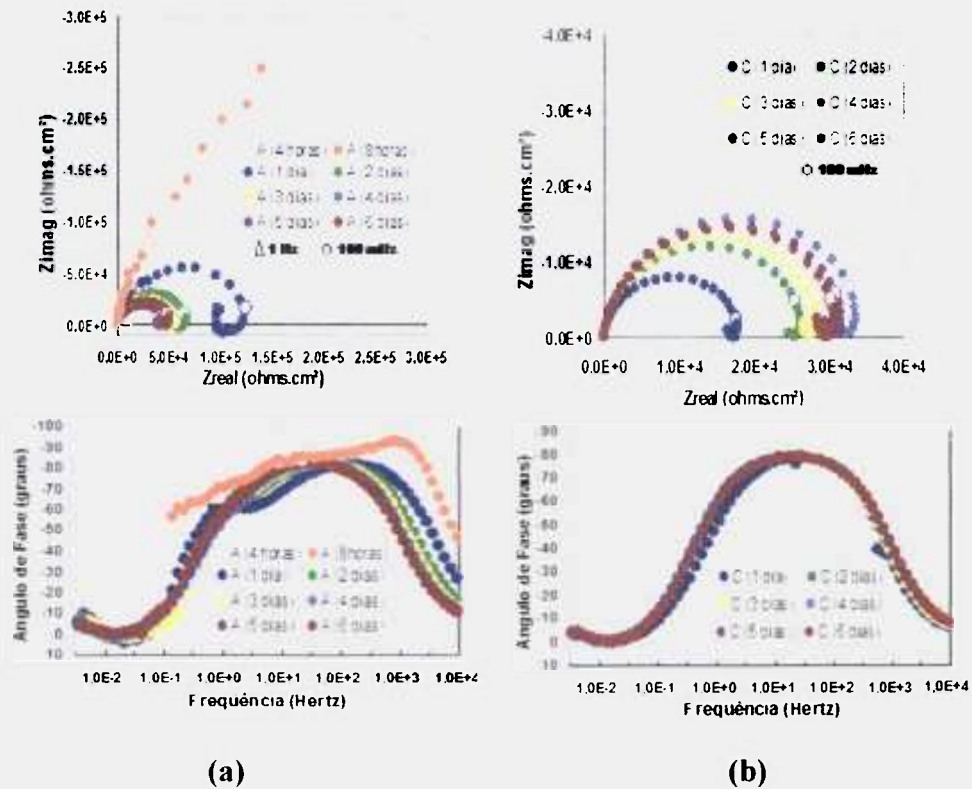 -3.0E+5
-2.5E+5
-2.0E+5
-1.5E+5
-1.0E+5
-5.0E+4
0.0E+0
Zimag (ohms.cm²)
A (4 horas) A (8 horas)
A (1 dia) A (2 dias)
A (3 dias) A (4 dias)
A (5 dias) A (6 dias)
1 Hz 100 mHz
0.0E+0 5.0E+4 1.0E+5 1.5E+5 2.0E+5 2.5E+5 3.0E+5
Zreal (ohms.cm²)
-4.0E+4
-3.0E+4
-2.0E+4
-1.0E+4
0.0E+0
Zimag (ohms.cm²)
C (1 dia) C (2 dias)
C (3 dias) C (4 dias)
C (5 dias) C (6 dias)
100 mHz
0.0E+0 1.0E+4 2.0E+4 3.0E+4 4.0E+4
Zreal (ohms.cm²)
-100
-90
-80
-70
-60
-50
-40
-30
-20
-10
0
10
Angulo de Fase (graus)
A (4 horas) A (8 horas)
A (1 dia) A (2 dias)
A (3 dias) A (4 dias)
A (5 dias) A (6 dias)
1.0E-2 1.0E-1 1.0E+0 1.0E+1 1.0E+2 1.0E+3 1.0E+4
Frequência (Hertz)
90
80
70
60
50
40
30
20
10
0
10
Angulo de Fase (graus)
C (1 dia) C (2 dias)
C (3 dias) C (4 dias)
C (5 dias) C (6 dias)
1.0E-2 1.0E-1 1.0E+0 1.0E+1 1.0E+2 1.0E+3 1.0E+4
Frequência (Hertz)
(a)
(b)